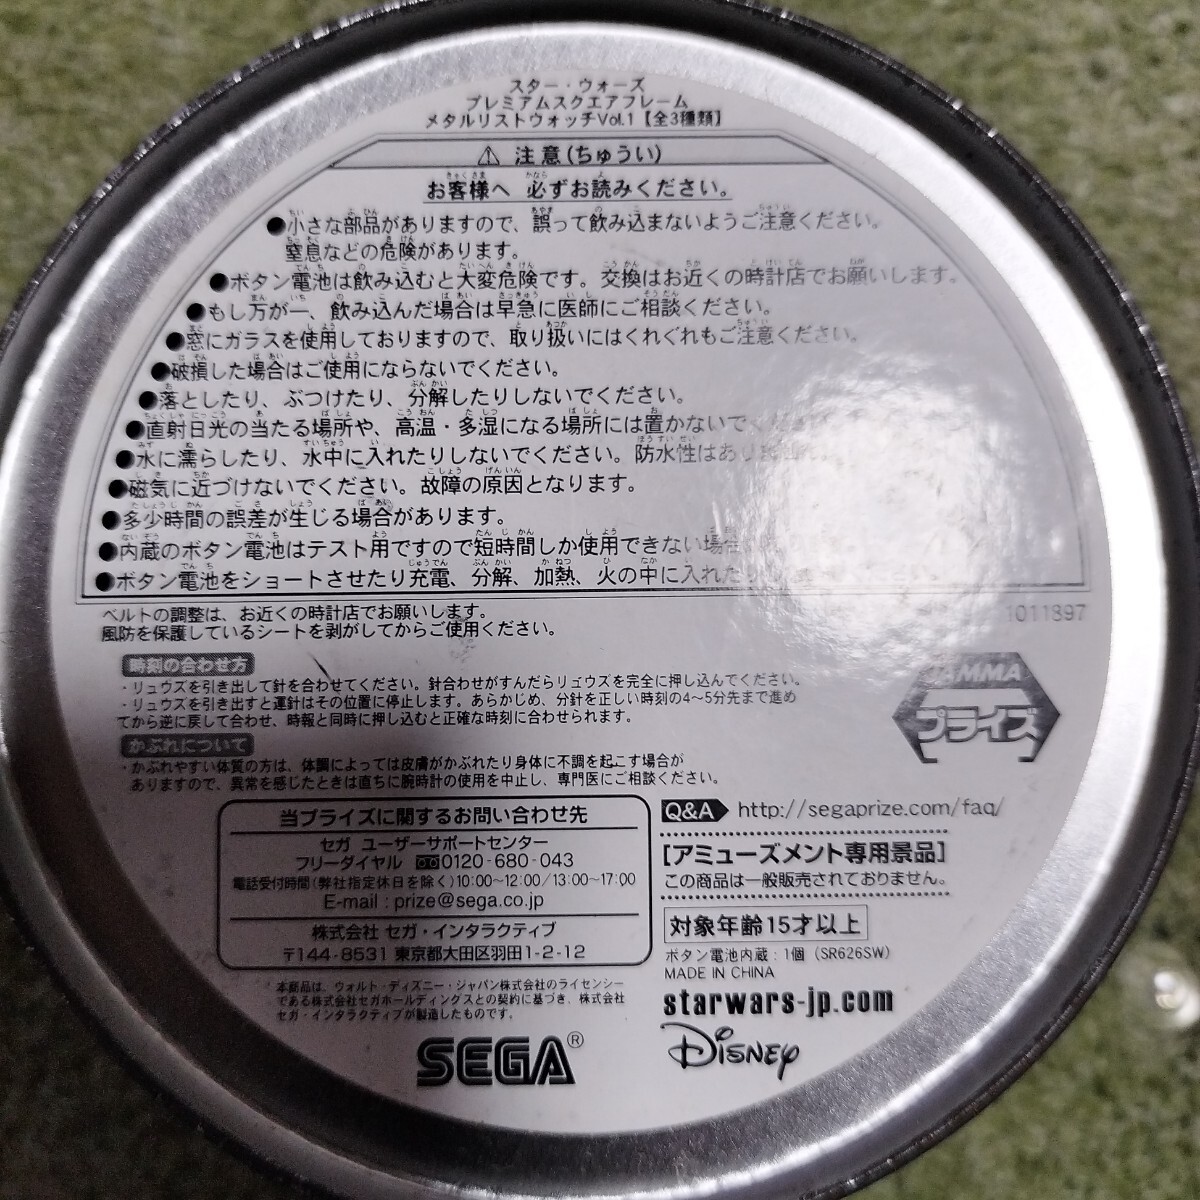 スター・ウォーズ
プレミアムスクエアフレーム
メタルリストウォッチVol.1【全3種類】
⚠ 注意(ちゅうい)
お客様へ 必ずお読みください。
●小さな部品がありますので、誤って飲み込まないようご注意ください。
窒息などの危険があります。
●ボタン電池は飲み込むと大変危険です。交換はお近くの時計店でお願いします。
●もし万が一、飲み込んだ場合は早急に医師にご相談ください。
●窓にガラスを使用しておりますので、取り扱いにはくれぐれもご注意ください。
●破損した場合はご使用にならないでください。
●落としたり、ぶつけたり、分解したりしないでください。
●直射日光の当たる場所や、高温・多湿になる場所には置かないでく
●水に濡らしたり、水中に入れたりしないでください。防水性はあり
●磁気に近づけないでください。故障の原因となります。
●多少時間の誤差が生じる場合があります。
●内蔵のボタン電池はテスト用ですので短時間しか使用できない場合
●ボタン電池をショートさせたり充電、分解、加熱、火の中に入れたり
ベルトの調整は、お近くの時計店でお願いします。
風防を保護しているシートを剥がしてからご使用ください。
1011897
時刻の合わせ方
・リュウズを引き出して針を合わせてください。針合わせがすんだらリュウズを完全に押し込んでください。
・リュウズを引き出すと運針はその位置に停止します。あらかじめ、分針を正しい時刻の4〜5分先まで進め
てから逆に戻して合わせ、時報と同時に押し込むと正確な時刻に合わせられます。
JAMMA
プライズ
かぶれについて
・かぶれやすい体質の方は、体調によっては皮膚がかぶれたり身体に不調を起こす場合が
ありますので、異常を感じたときは直ちに腕時計の使用を中止し、専門医にご相談ください。
当プライズに関するお問い合わせ先
セガ ユーザーサポートセンター
フリーダイヤル 0120-680-043
電話受付時間(弊社指定休日を除く)10:00〜12:00/13:00〜17:00
E-mail : prize@sega.co.jp
株式会社 セガ・インタラクティブ
〒144-8531 東京都大田区羽田1-2-12
本商品は、ウォルト・ディズニー・ジャパン株式会社のライセンシー
である株式会社セガホールディングスとの契約に基づき、株式会社
セガ・インタラクティブが製造したものです。
SEGA®
Q&A http://segaprize.com/faq/
[アミューズメント専用景品]
この商品は一般販売されておりません。
対象年齢15才以上
ボタン電池内蔵：1個（SR626SW）
MADE IN CHINA
starwars-jp.com
Disney